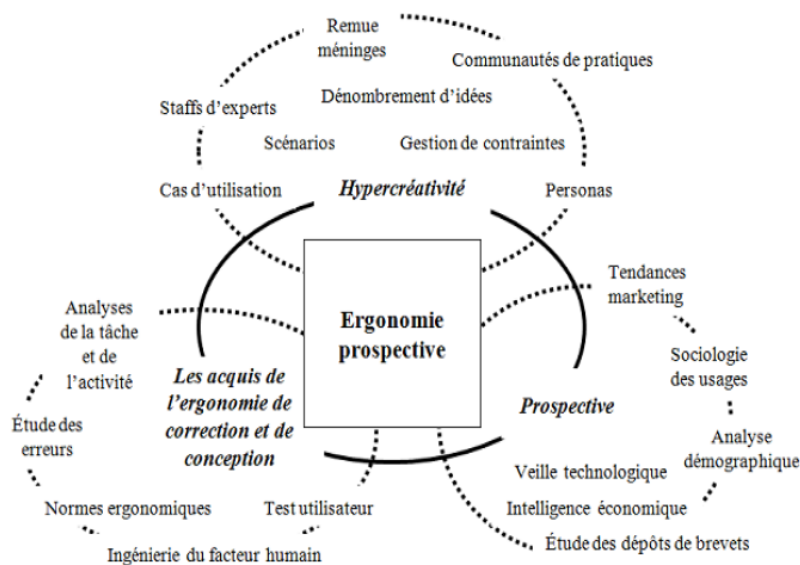 Remue
méninges
Communautés de pratiques
Dénombrement d'idées
Staffs d'experts
Scénarios
Gestion de contraintes
Cas d'utilisation
Hypercréativité
Personas
Tendances
marketing
Analyses
de la tâche
et de
l'activité
Ergonomie
prospective
Sociologie
des usages
Les acquis de
l'ergonomie de
correction et de
conception
Prospective
Étude des
erreurs
Analyse
démographique
Veille technologique
Normes ergonomiques
Test utilisateur
Intelligence économique
Ingénierie du facteur humain
Étude des dépôts de brevets